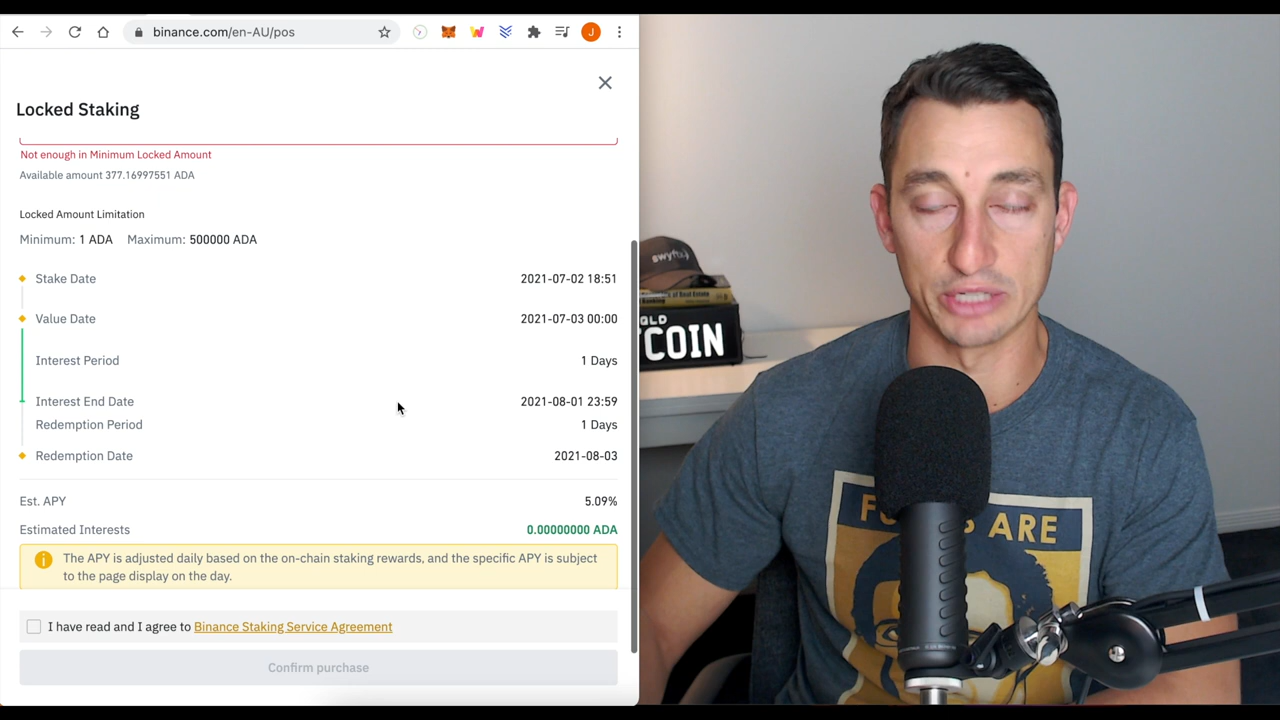 binance.com/en-AU/pos
J
Locked Staking
Not enough in Minimum Locked Amount
Available amount 377.16997551 ADA
Locked Amount Limitation
Minimum: 1 ADA Maximum: 500000 ADA
Stake Date 2021-07-02 18:51
Value Date 2021-07-03 00:00
Interest Period 1 Days
Interest End Date 2021-08-01 23:59
Redemption Period 1 Days
Redemption Date 2021-08-03
Est. APY 5.09%
Estimated Interests 0.00000000 ADA
The APY is adjusted daily based on the on-chain staking rewards, and the specific APY is subject
to the page display on the day.
I have read and I agree to Binance Staking Service Agreement
Confirm purchase
swyftx
of Real Estate
COIN
ARE